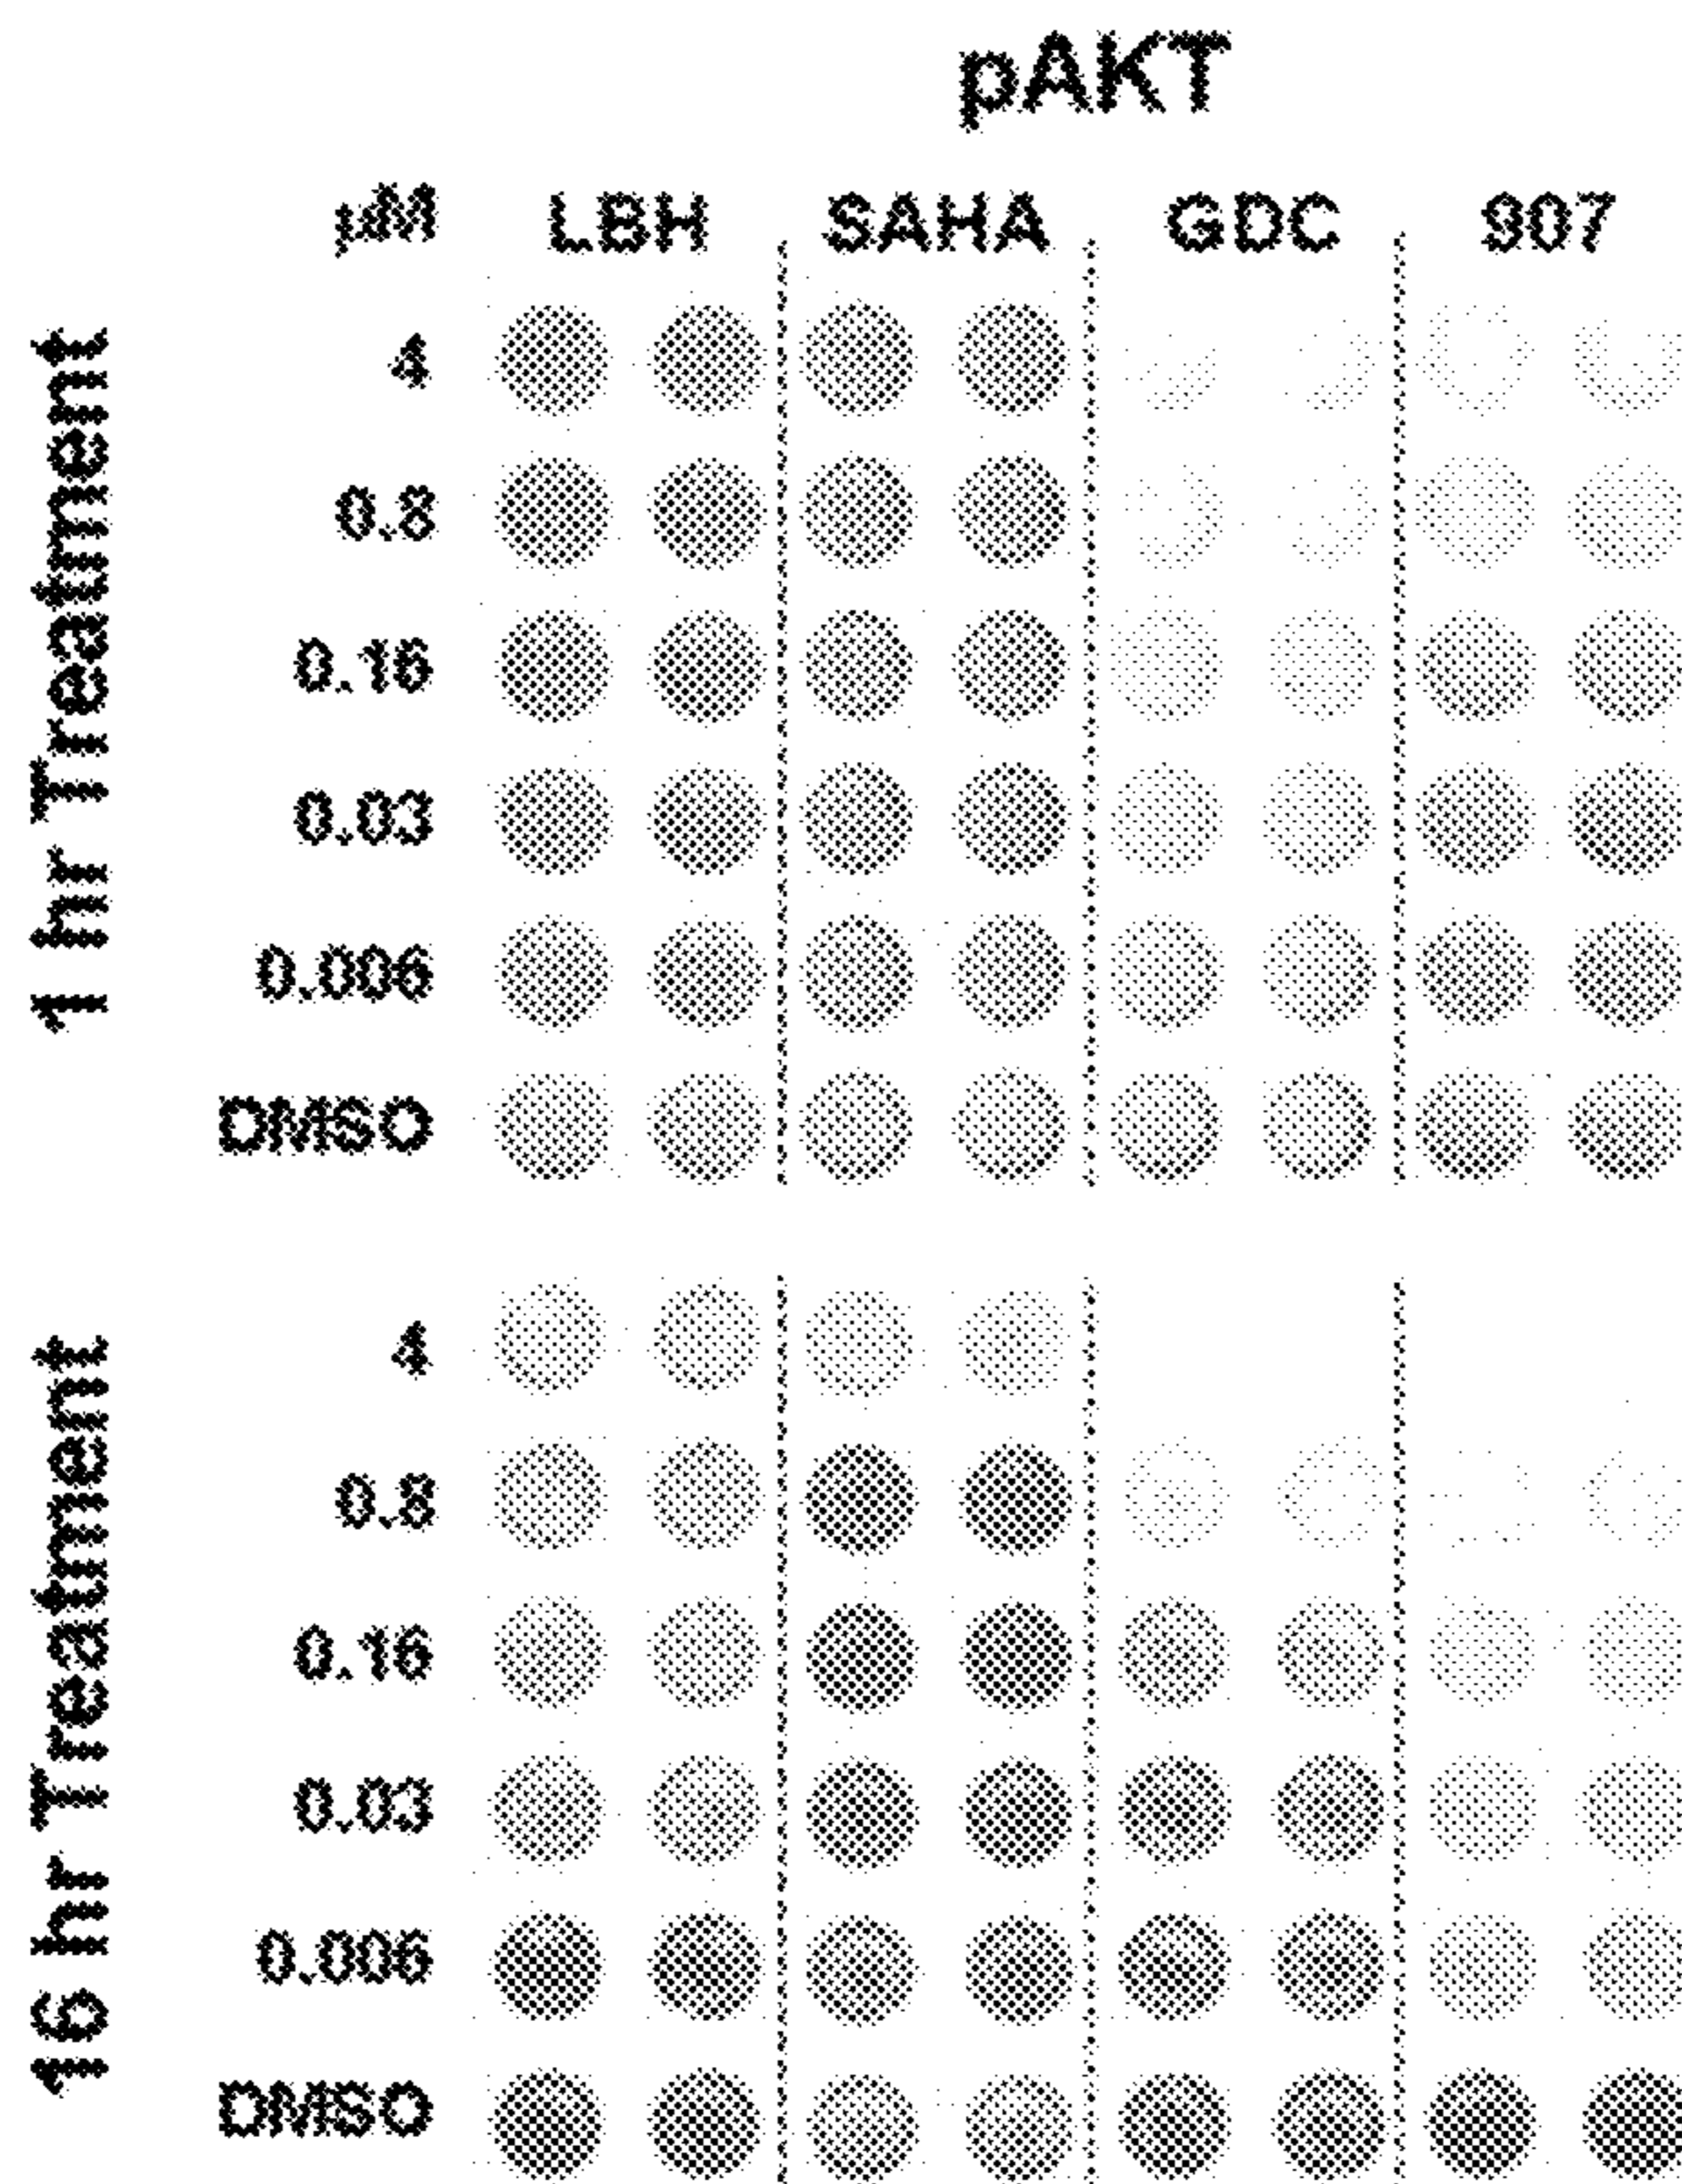 pAKT
µM LBH SAHA GDC 907
1 hr Treatment
4
0.8
0.16
0.03
0.006
DMSO
16 hr Treatment
4
0.8
0.16
0.03
0.006
DMSO